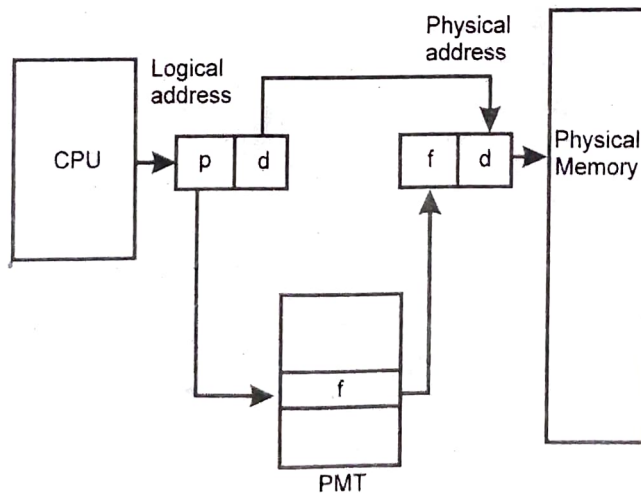 Physical
address
Logical
address
CPU
p d
f d
Physical
Memory
f
PMT